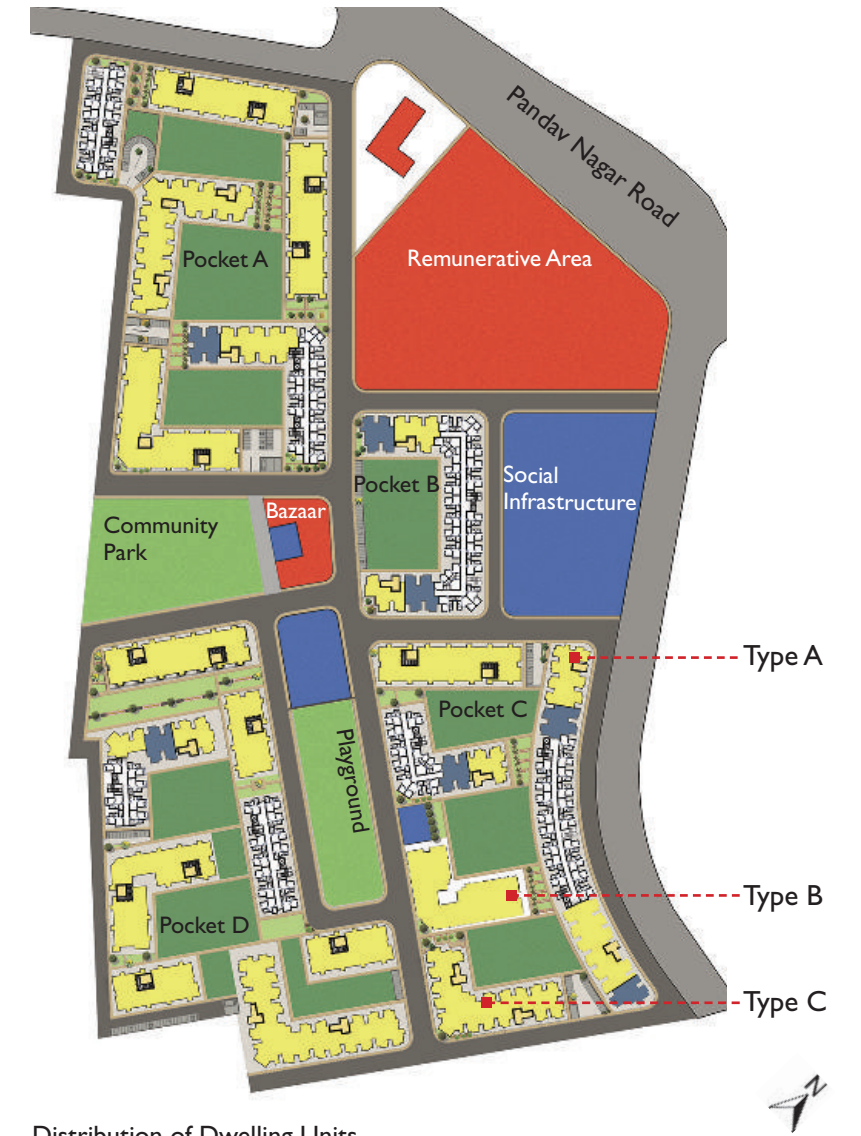 Pandav Nagar Road
Pocket A
Remunerative Area
Pocket B
Social
Infrastructure
Bazaar
Community
Park
Type A
Pocket C
Playground
Type B
Pocket D
Type C
N
Distribution of Dwelling Units